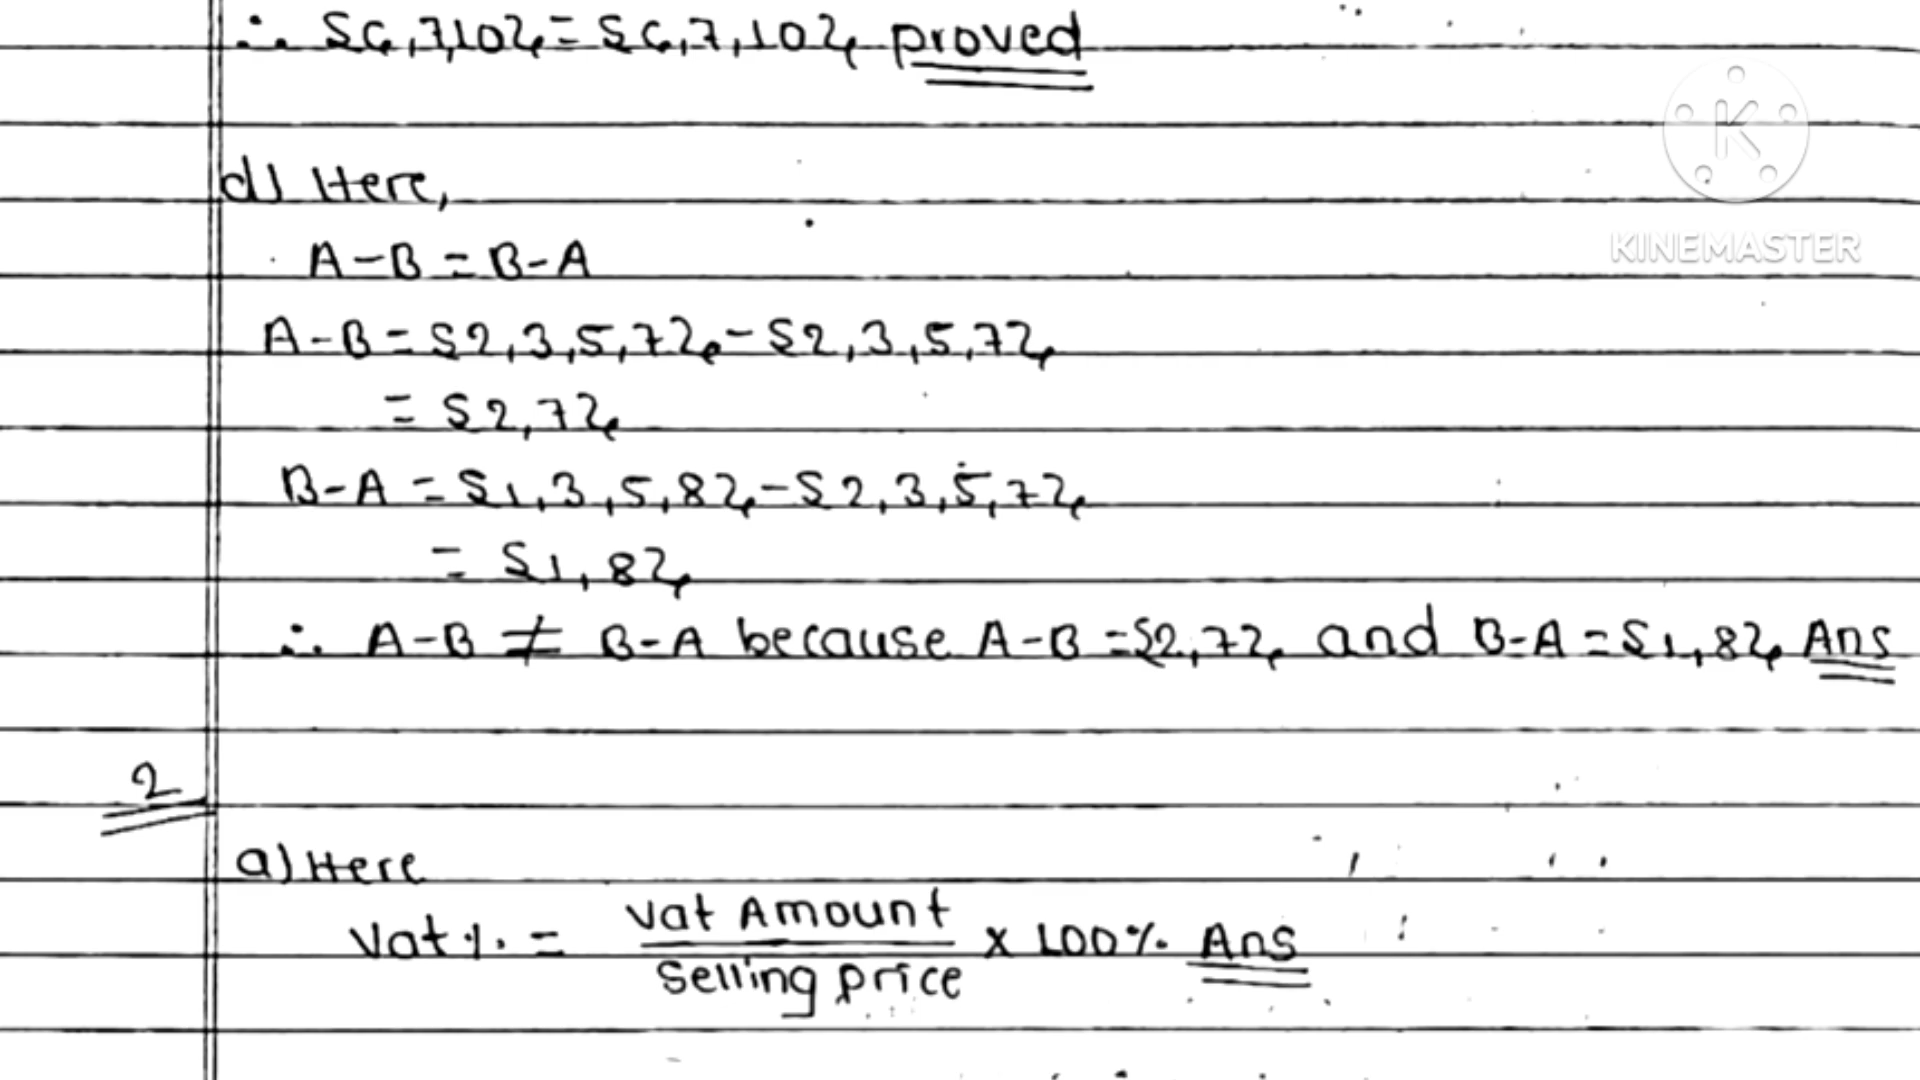 ∴ {6,7,10} = {6,7,10} proved
d) Here,
A-B = B-A
A-B = {2,3,5,7} - {2,3,5,7}
= {2,7}
B-A = {1,3,5,8} - {2,3,5,7}
= {1,8}
∴ A-B ≠ B-A because A-B = {2,7} and B-A = {1,8} Ans
KINEMASTER
2
a) Here
Vat % = Vat Amount / Selling price x 100% Ans